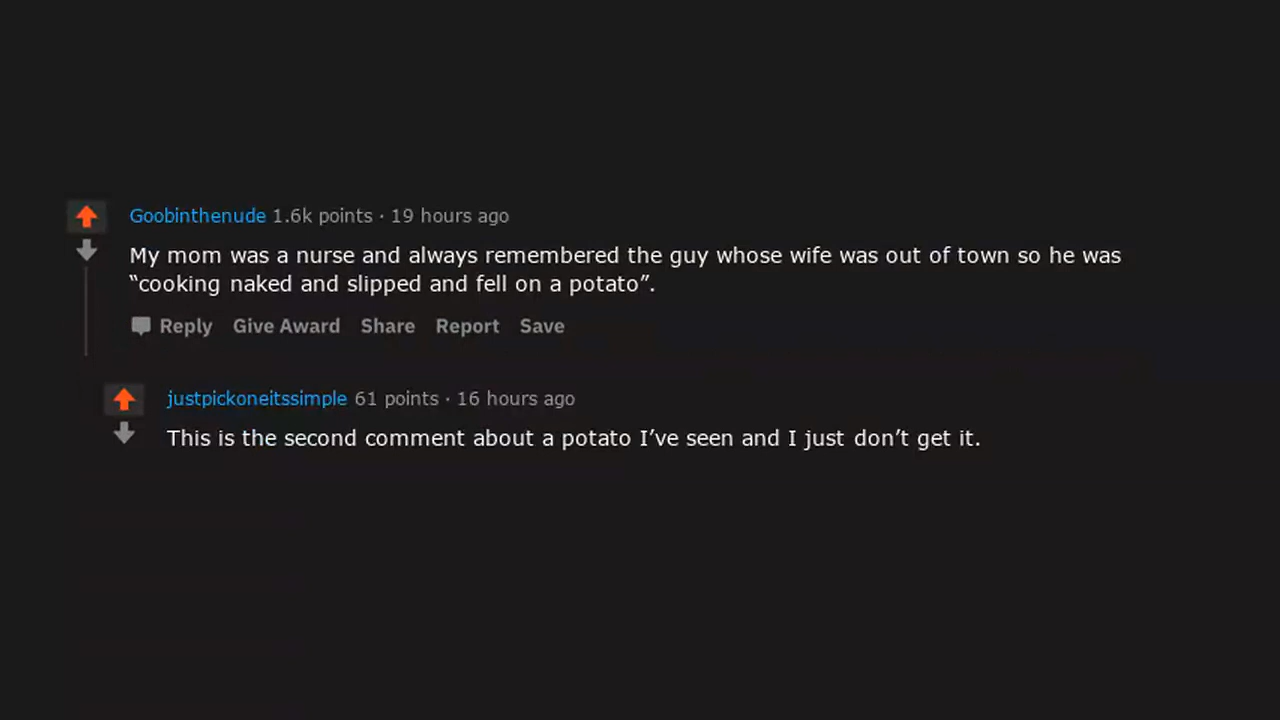 Goobinthenude 1.6k points · 19 hours ago
My mom was a nurse and always remembered the guy whose wife was out of town so he was
“cooking naked and slipped and fell on a potato”.
Reply Give Award Share Report Save
justpickoneitssimple 61 points · 16 hours ago
This is the second comment about a potato I’ve seen and I just don’t get it.